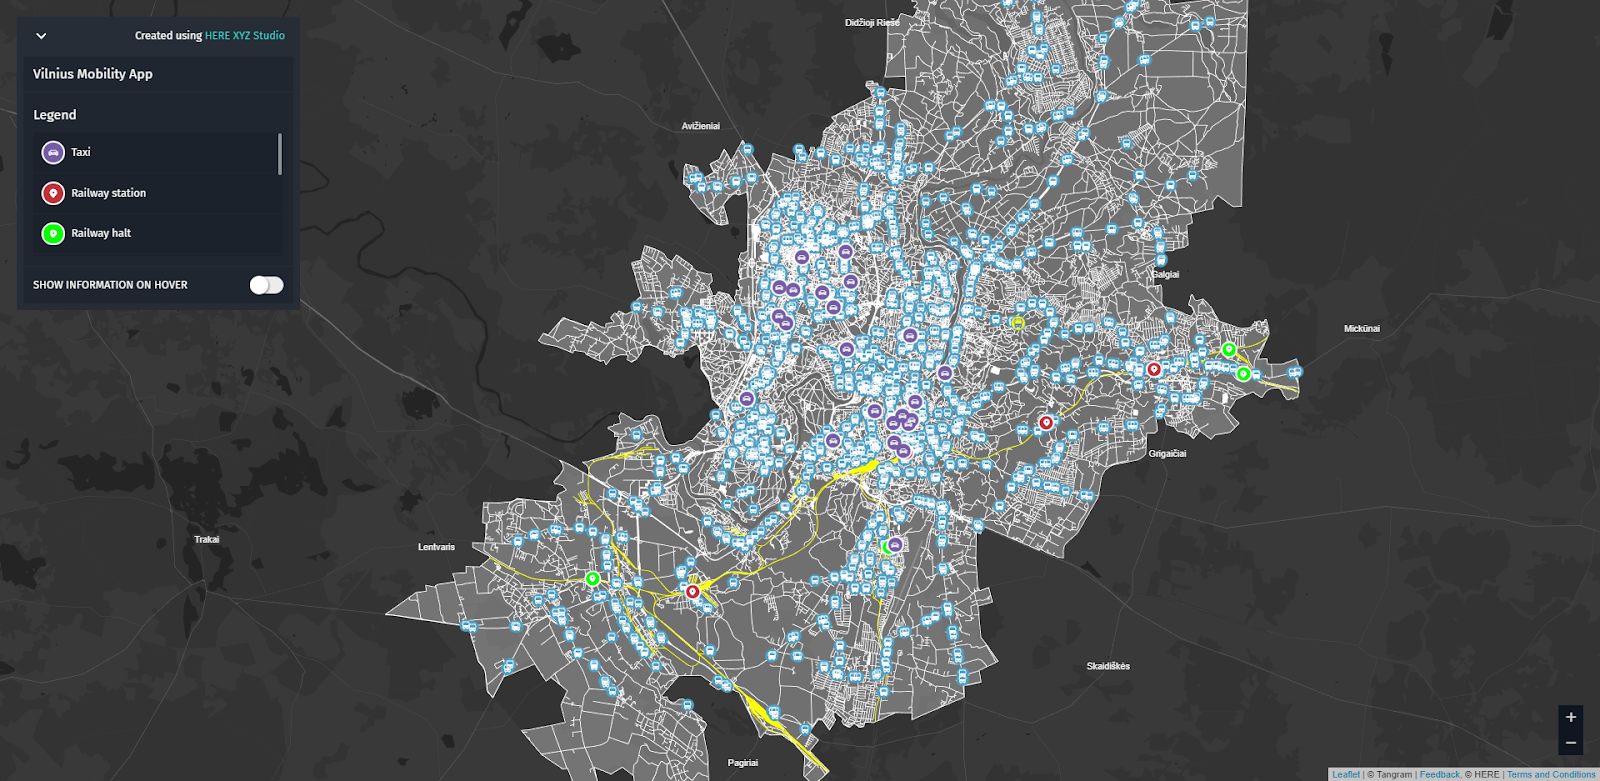 Created using HERE XYZ Studio
Vilnius Mobility App
Legend
Taxi
Railway station
Railway halt
SHOW INFORMATION ON HOVER
Didžioji Riešė
Avižieniai
Galgiai
Mickūnai
Grigaičiai
Trakai
Lentvaris
Skaidiškės
Pagiriai
+
−
Leaflet | © Tangram | Feedback, © HERE | Terms and Conditions